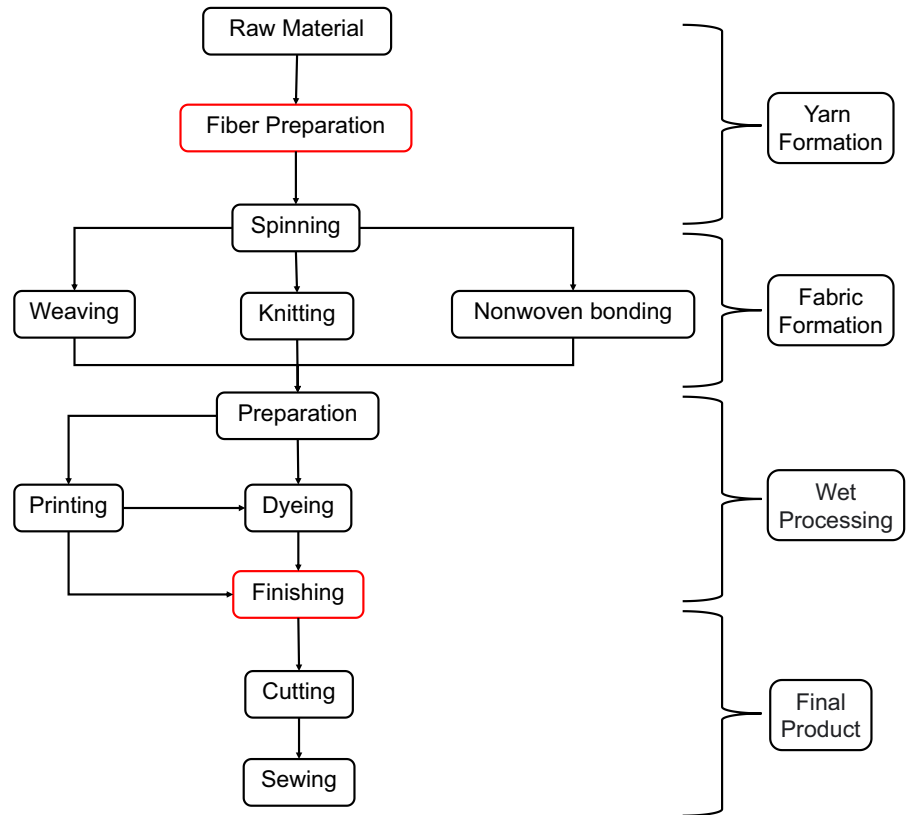 Raw Material
Fiber Preparation
Yarn
Formation
Spinning
Weaving
Knitting
Nonwoven bonding
Fabric
Formation
Preparation
Printing
Dyeing
Wet
Processing
Finishing
Cutting
Final
Product
Sewing